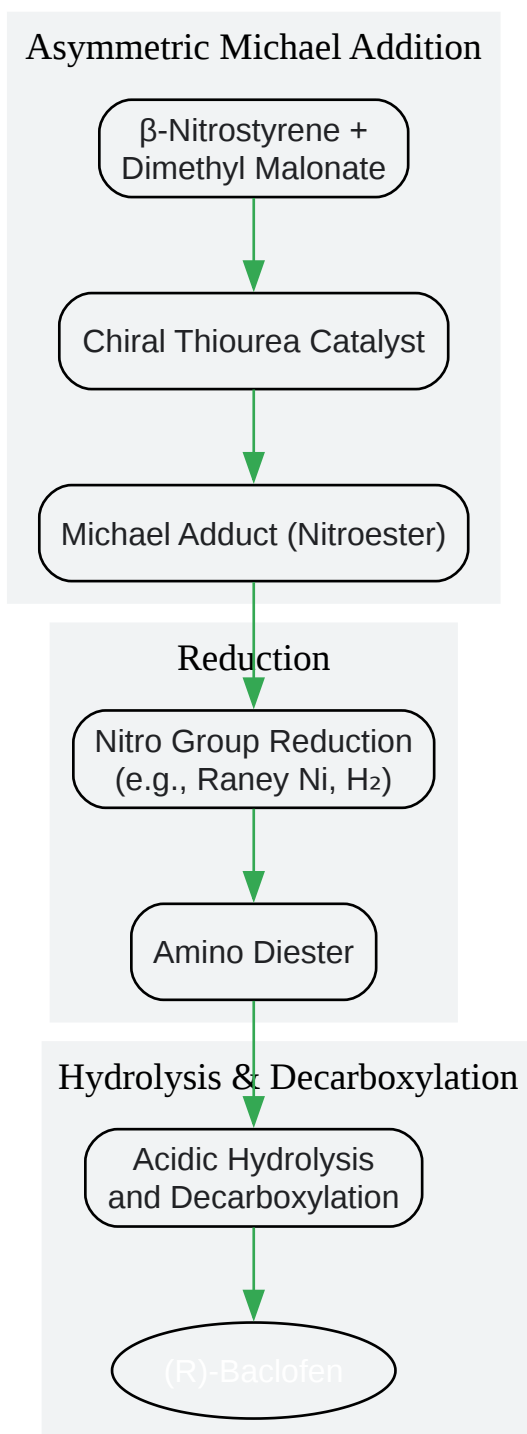 Asymmetric Michael Addition
β-Nitrostyrene +
Dimethyl Malonate
Chiral Thiourea Catalyst
Michael Adduct (Nitroester)
Reduction
Nitro Group Reduction
(e.g., Raney Ni, H₂)
Amino Diester
Hydrolysis & Decarboxylation
Acidic Hydrolysis
and Decarboxylation
(R)-Baclofen